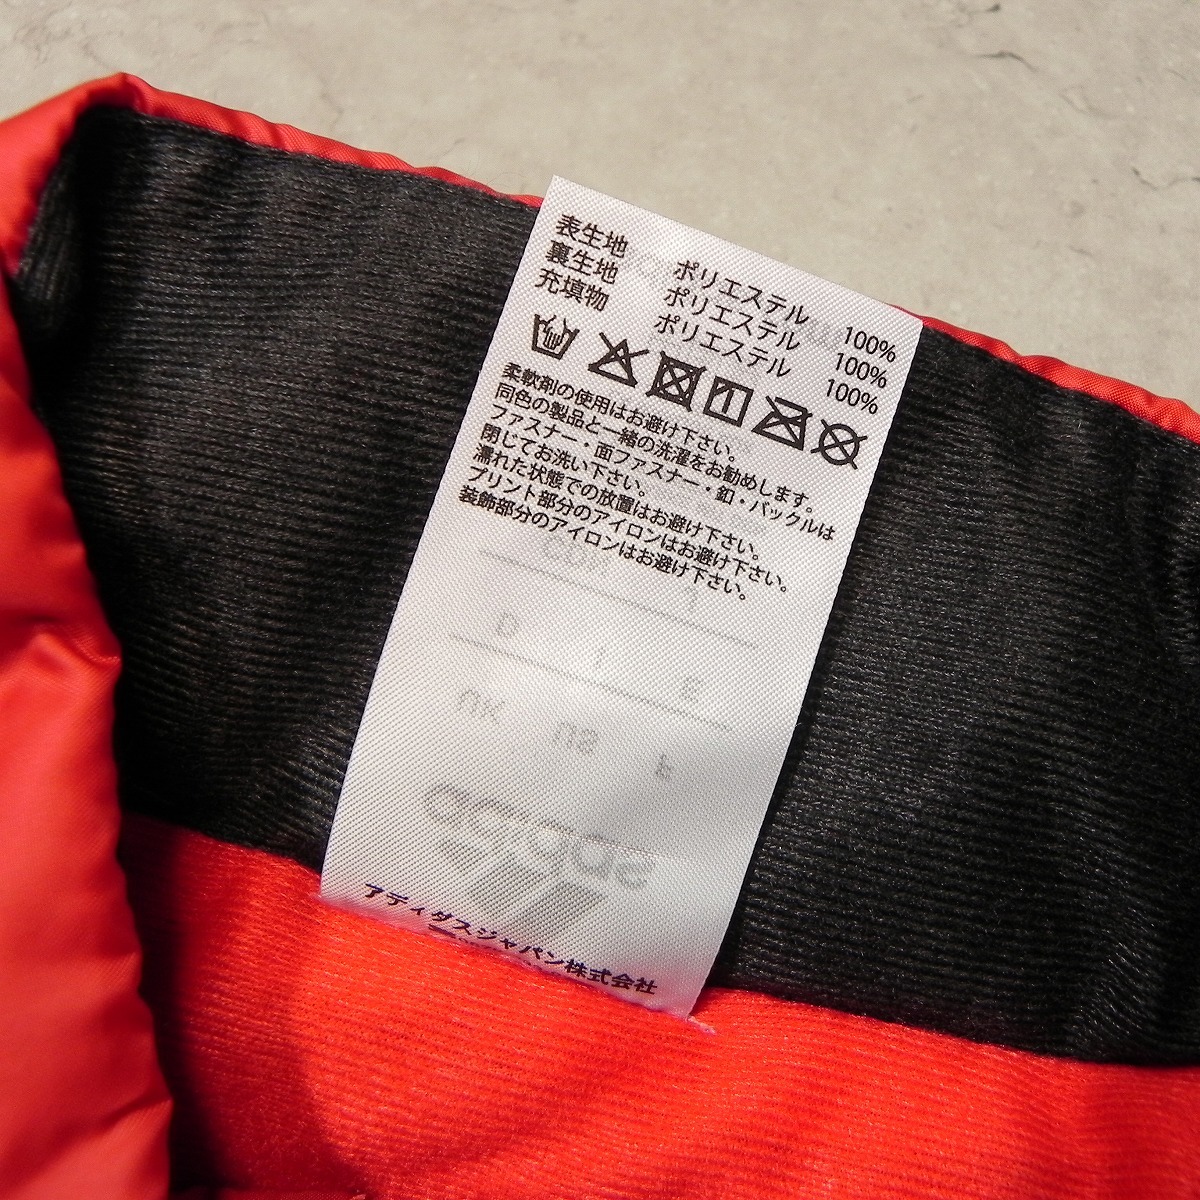 表生地 ポリエステル 100%
裏生地 ポリエステル 100%
充填物 ポリエステル 100%
柔軟剤の使用はお避け下さい。
同色の製品と一緒の洗濯をお勧めします。
ファスナー・面ファスナー・釦・バックルは
閉じてお洗い下さい。
濡れた状態での放置はお避け下さい。
プリント部分のアイロンはお避け下さい。
装飾部分のアイロンはお避け下さい。
アディダスジャパン株式会社